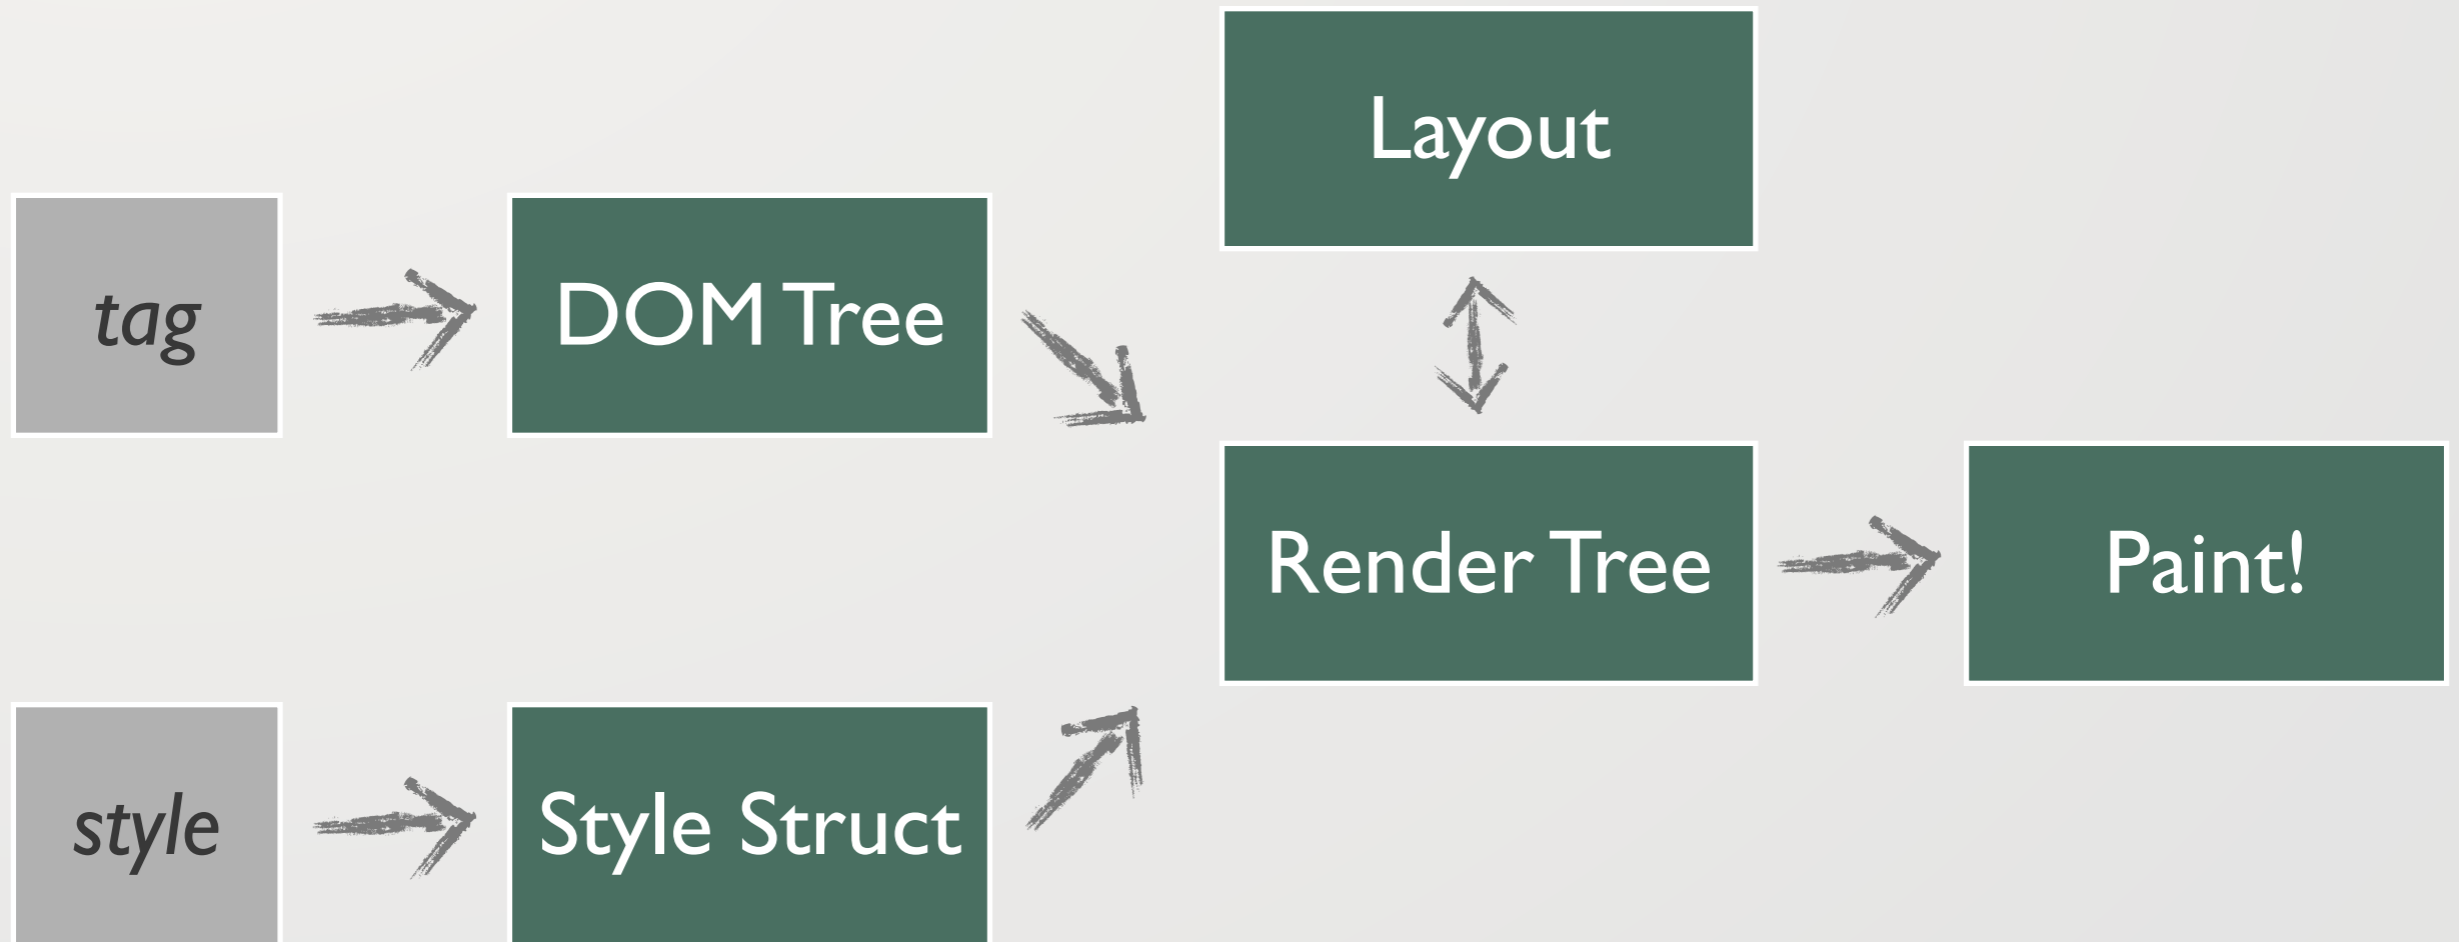 Layout
tag
DOM Tree
Render Tree
Paint!
style
Style Struct